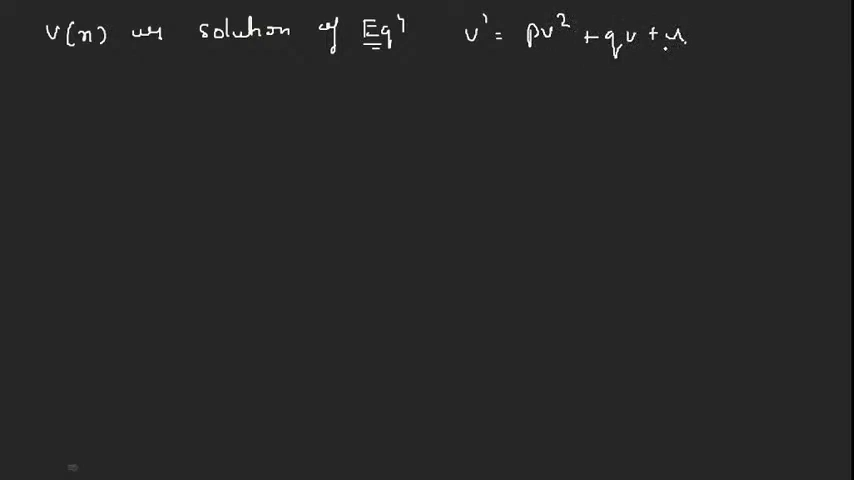 v(x) is solution of Eqn v' = pv² + qv + r